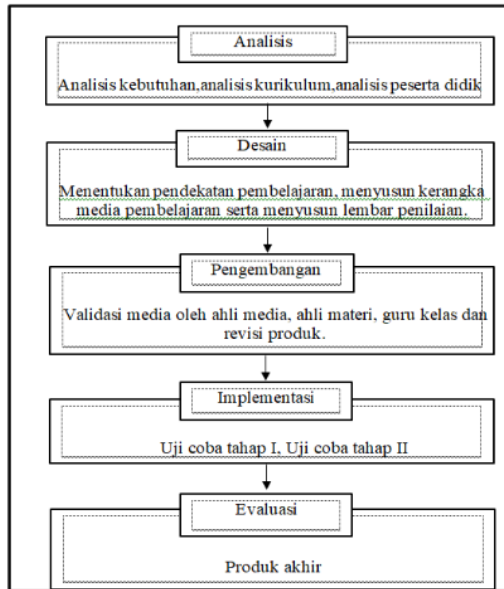 Analisis
Analisis kebutuhan,analisis kurikulum,analisis peserta didik
Desain
Menentukan pendekatan pembelajaran, menyusun kerangka
media pembelajaran serta menyusun lembar penilaian.
Pengembangan
Validasi media oleh ahli media, ahli materi, guru kelas dan
revisi produk.
Implementasi
Uji coba tahap I, Uji coba tahap II
Evaluasi
Produk akhir